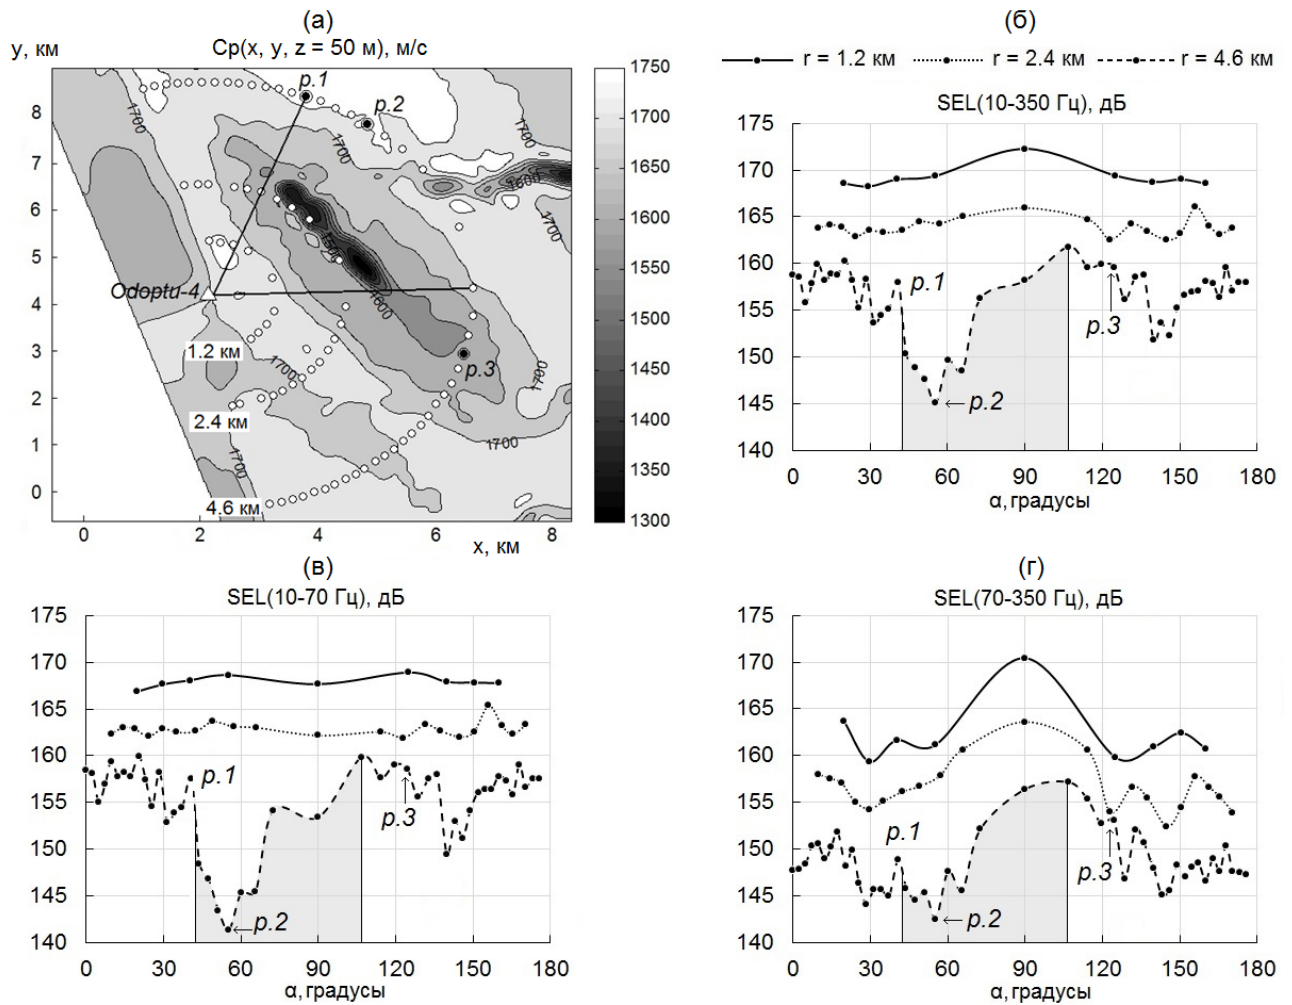 (а)
Cp(x, y, z = 50 м), м/с
y, км
8
7
6
5
4
3
2
1
0
0
2
4
6
8
x, км
p.1
p.2
p.3
Odoptu-4
1.2 км
2.4 км
4.6 км
1700
1700
1700
1600
1700
1500
1600
1700
1700
1700
1700
1750
1700
1650
1600
1550
1500
1450
1400
1350
1300
(б)
r = 1.2 км
r = 2.4 км
r = 4.6 км
SEL(10-350 Гц), дБ
175
170
165
160
155
150
145
140
p.1
p.2
p.3
0 30 60 90 120 150 180
α, градусы
(в)
SEL(10-70 Гц), дБ
175
170
165
160
155
150
145
140
p.1
p.2
p.3
0 30 60 90 120 150 180
α, градусы
(г)
SEL(70-350 Гц), дБ
175
170
165
160
155
150
145
140
p.1
p.2
p.3
0 30 60 90 120 150 180
α, градусы